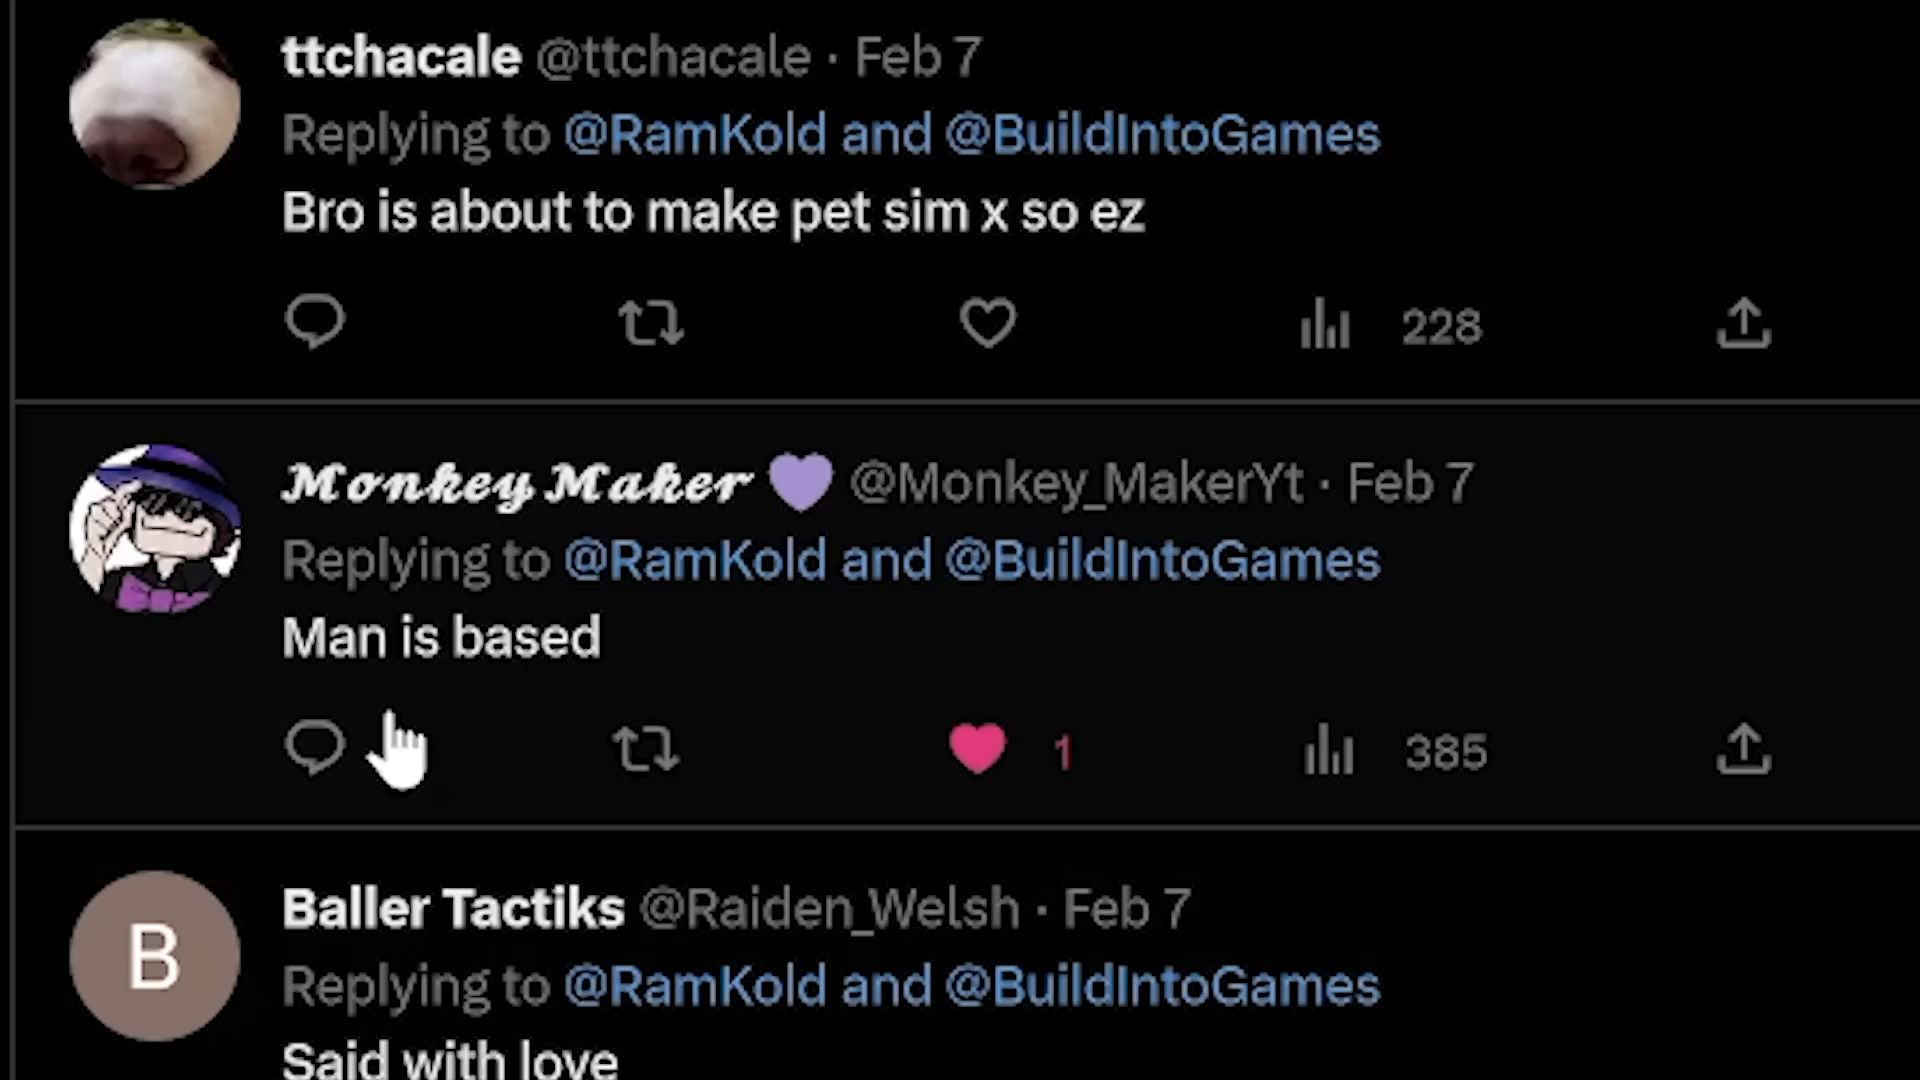 ttchacale @ttchacale · Feb 7
Replying to @RamKold and @BuildIntoGames
Bro is about to make pet sim x so ez
228
𝓜𝓸𝓷𝓴𝓮𝔂 𝓜𝓪𝓴𝓮𝓻 💜 @Monkey_MakerYt · Feb 7
Replying to @RamKold and @BuildIntoGames
Man is based
1 385
B
Baller Tactiks @Raiden_Welsh · Feb 7
Replying to @RamKold and @BuildIntoGames
Said with love